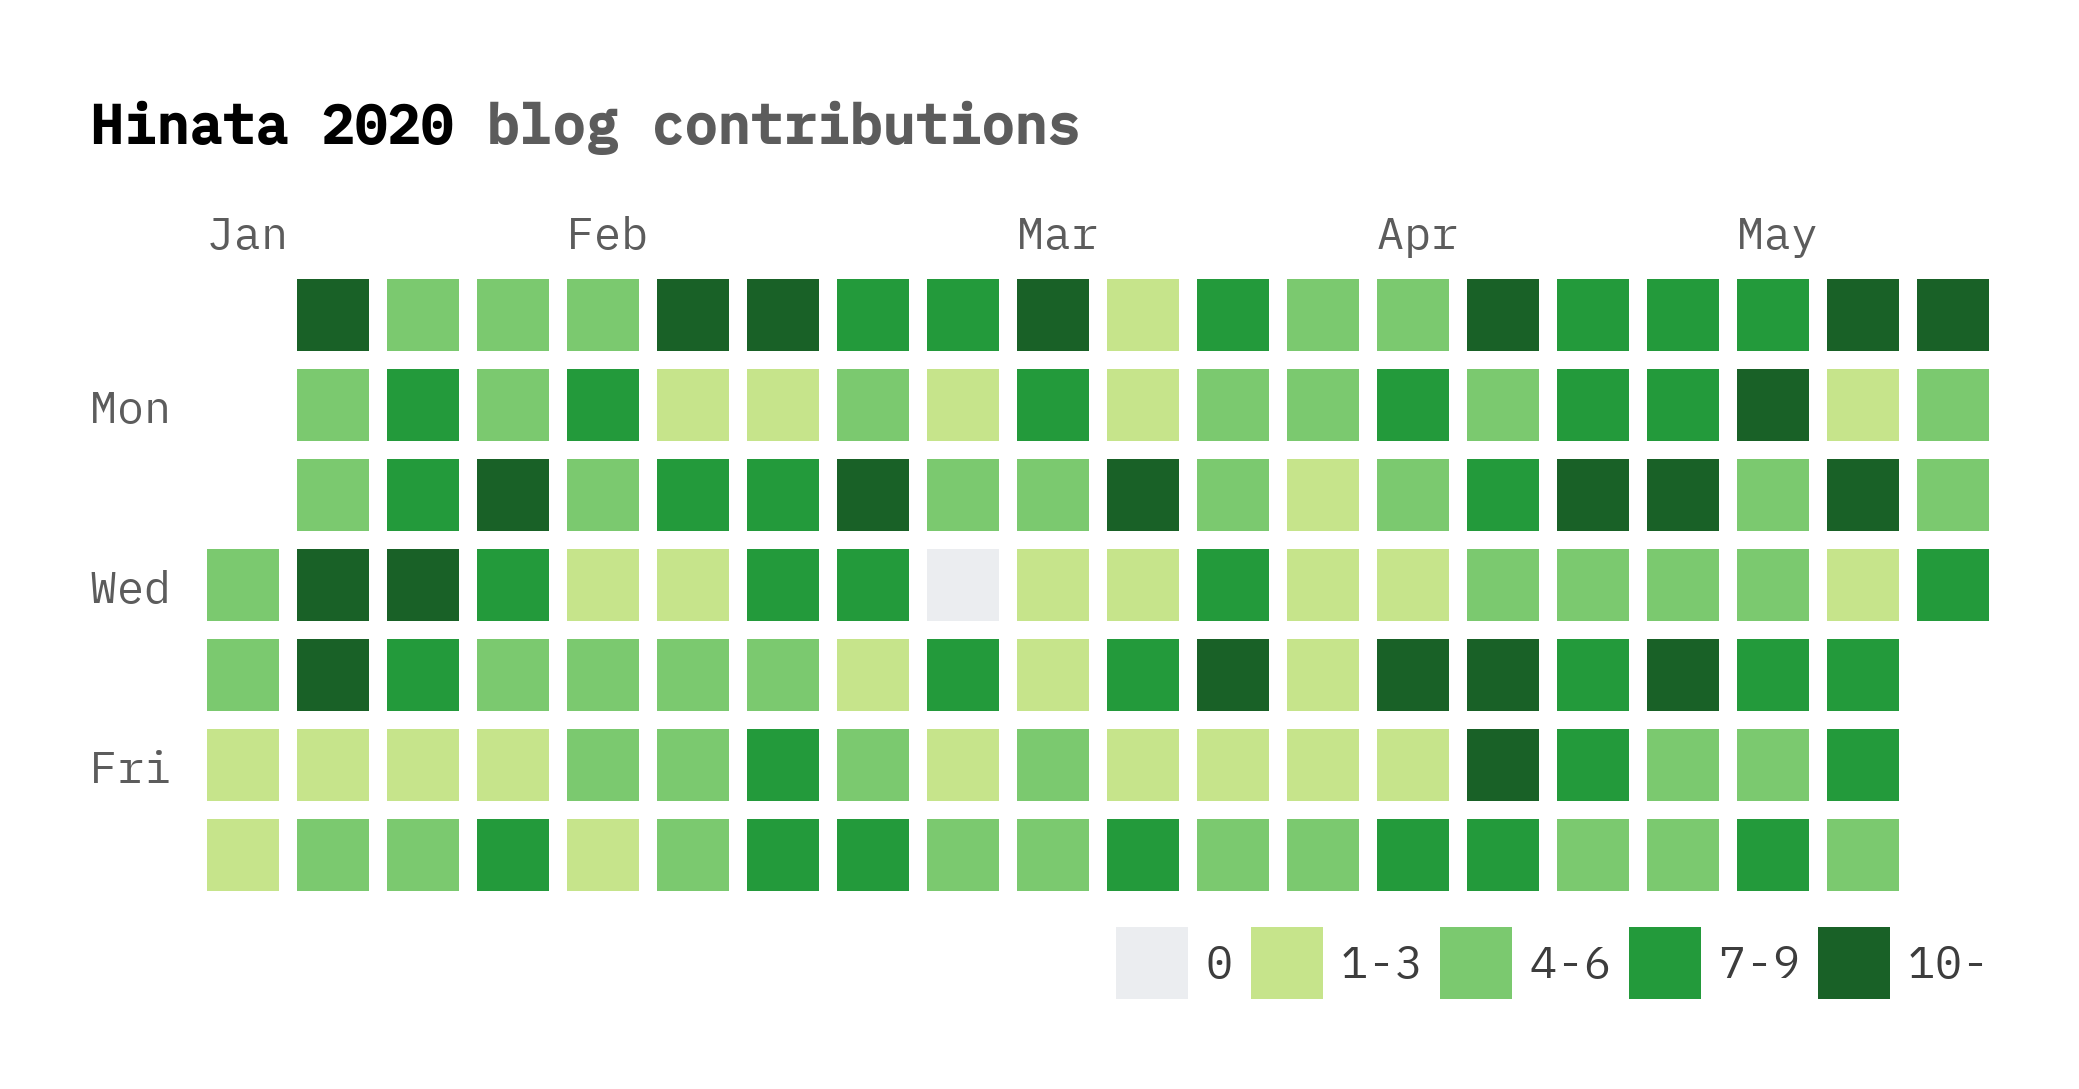 Hinata 2020 blog contributions
Jan Feb Mar Apr May
Mon
Wed
Fri
0 1-3 4-6 7-9 10-